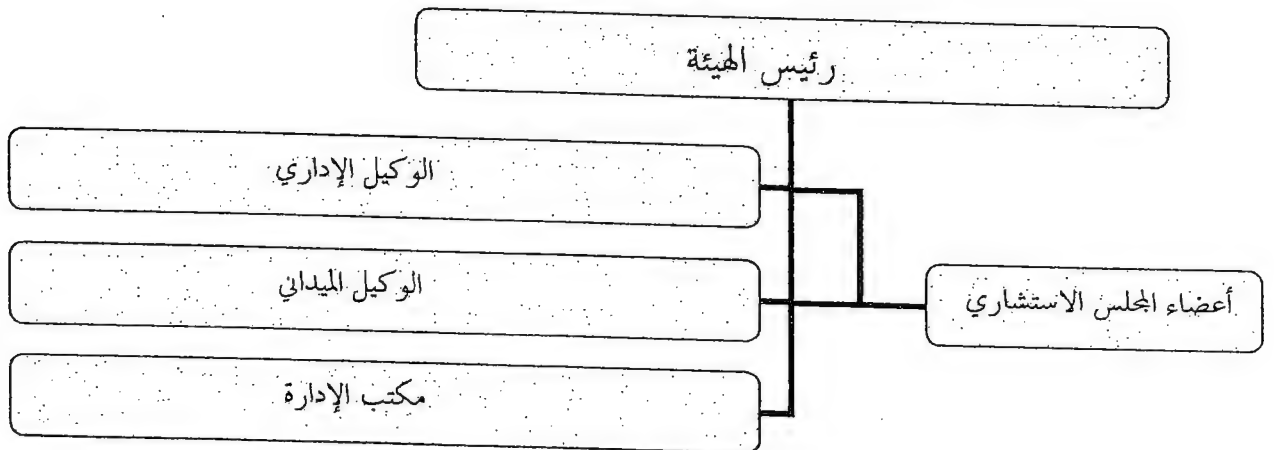 رئيس الهيئة
الوكيل الإداري
الوكيل الميداني
أعضاء المجلس الاستشاري
مكتب الإدارة